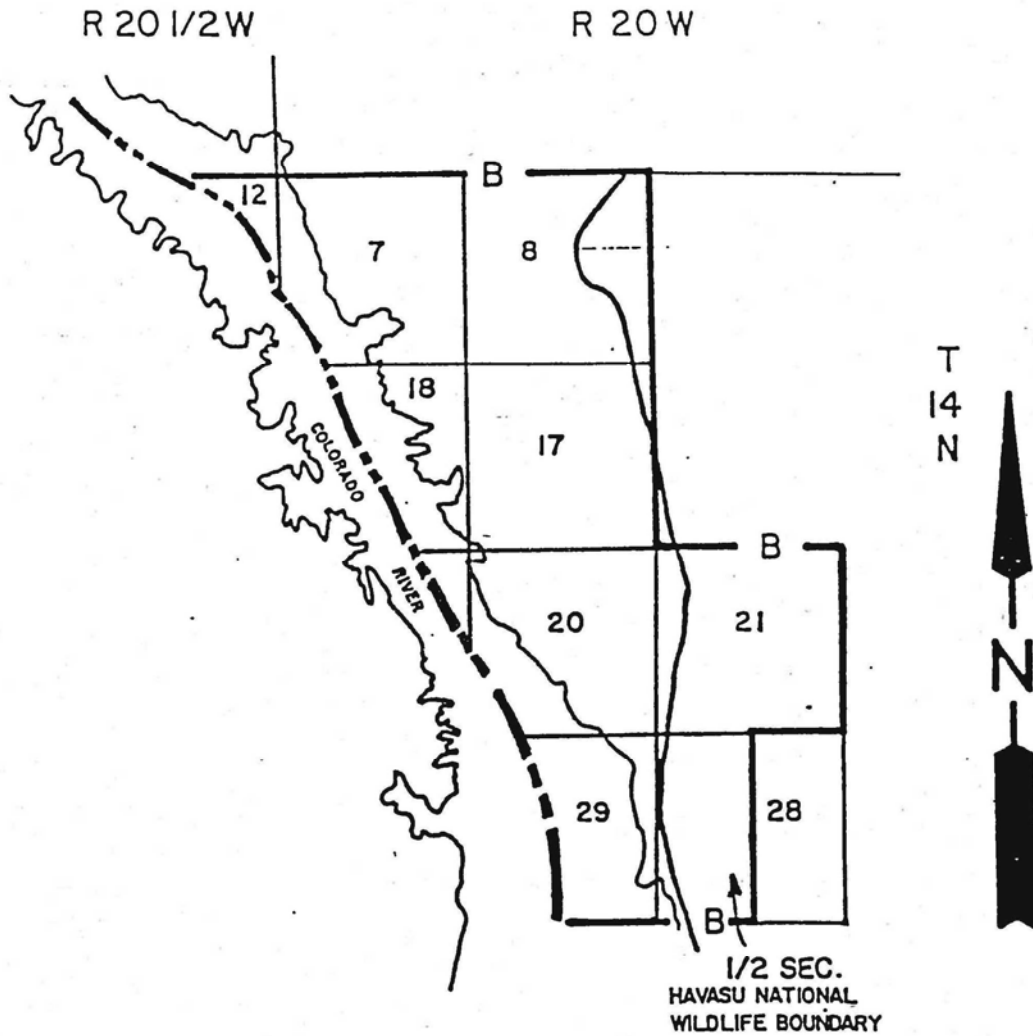 R 20 1/2 W
R 20 W
B
12
7
8
T
14
N
18
17
COLORADO
RIVER
B
20
21
N
29
28
B
1/2 SEC.
HAVASU NATIONAL
WILDLIFE BOUNDARY